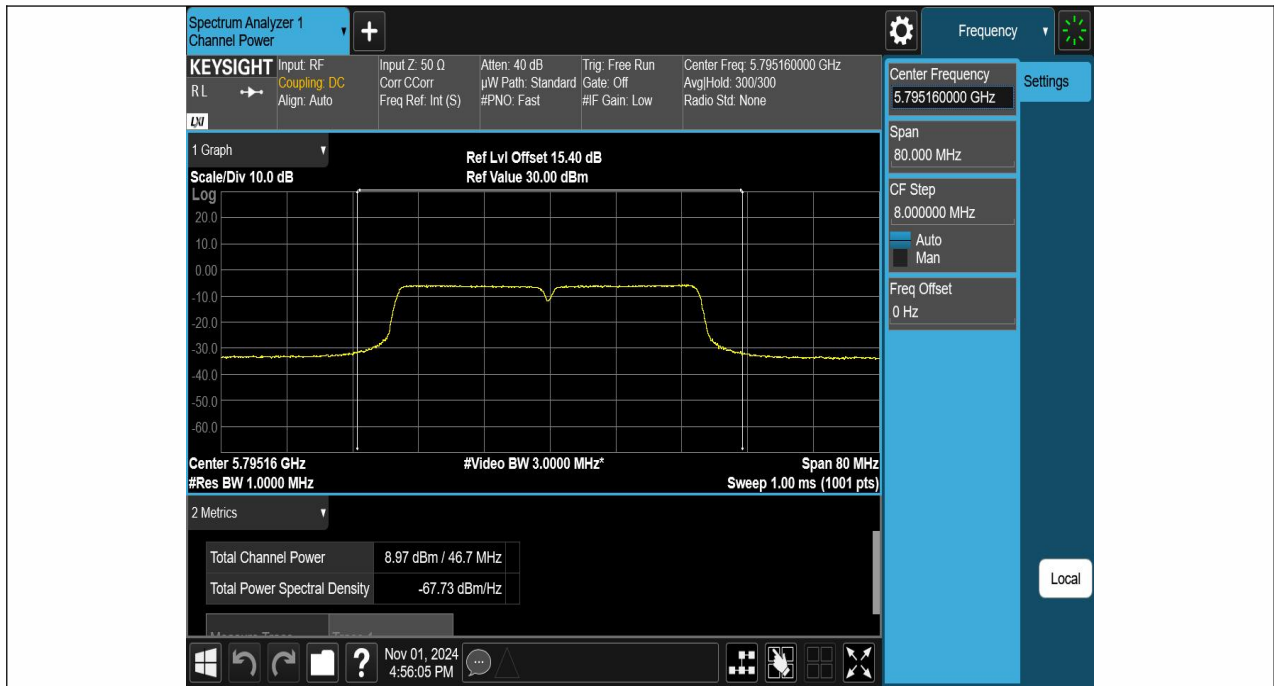 Spectrum Analyzer 1
Channel Power
+
Frequency
KEYSIGHT
RL
LXI
Input: RF
Coupling: DC
Align: Auto
Input Z: 50 Ω
Corr CCorr
Freq Ref: Int (S)
Atten: 40 dB
µW Path: Standard
#PNO: Fast
Trig: Free Run
Gate: Off
#IF Gain: Low
Center Freq: 5.795160000 GHz
Avg|Hold: 300/300
Radio Std: None
Center Frequency
5.795160000 GHz
Settings
Span
80.000 MHz
CF Step
8.000000 MHz
Auto
Man
Freq Offset
0 Hz
Local
1 Graph
Scale/Div 10.0 dB
Ref Lvl Offset 15.40 dB
Ref Value 30.00 dBm
Log
20.0
10.0
0.00
-10.0
-20.0
-30.0
-40.0
-50.0
-60.0
Center 5.79516 GHz
#Video BW 3.0000 MHz*
Span 80 MHz
#Res BW 1.0000 MHz
Sweep 1.00 ms (1001 pts)
2 Metrics
Total Channel Power 8.97 dBm / 46.7 MHz
Total Power Spectral Density -67.73 dBm/Hz
?
Nov 01, 2024
4:56:05 PM